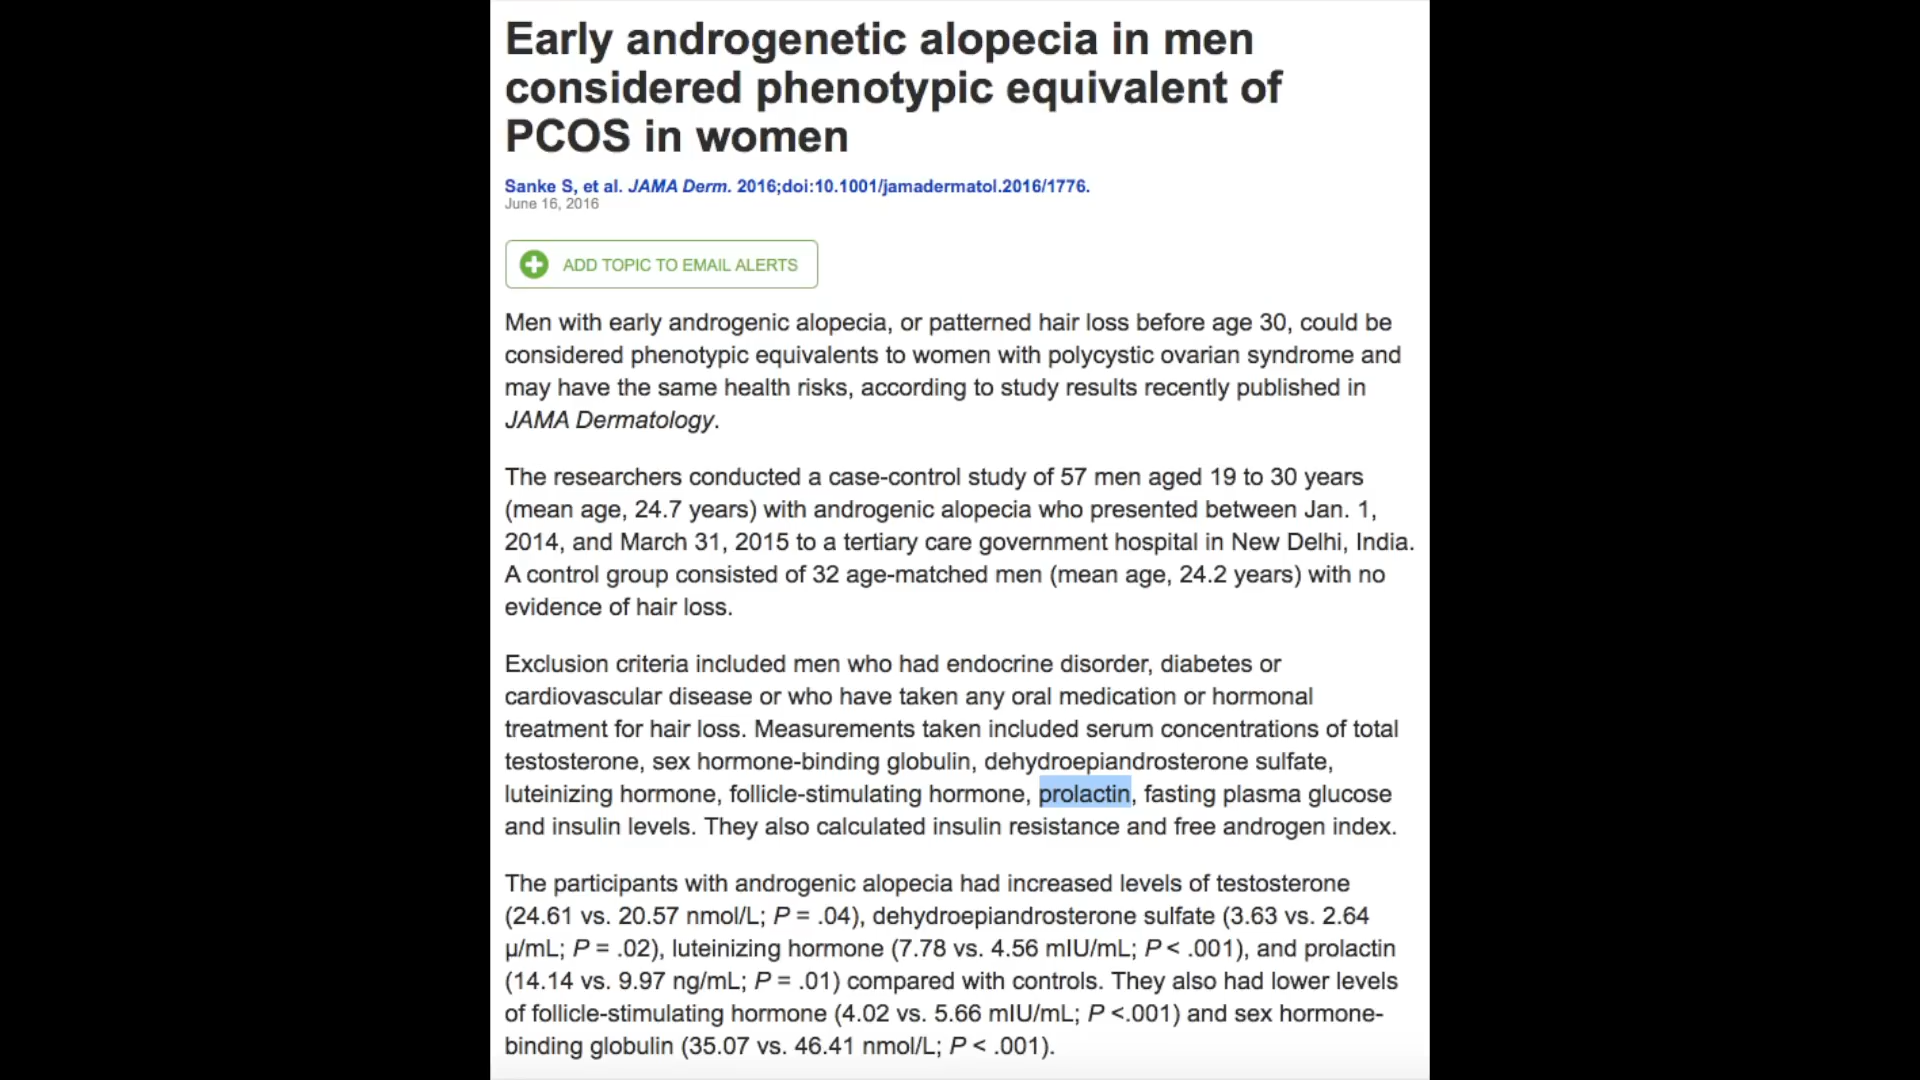 Early androgenetic alopecia in men
considered phenotypic equivalent of
PCOS in women
Sanke S, et al. JAMA Derm. 2016;doi:10.1001/jamadermatol.2016/1776.
June 16, 2016
ADD TOPIC TO EMAIL ALERTS
Men with early androgenic alopecia, or patterned hair loss before age 30, could be
considered phenotypic equivalents to women with polycystic ovarian syndrome and
may have the same health risks, according to study results recently published in
JAMA Dermatology.
The researchers conducted a case-control study of 57 men aged 19 to 30 years
(mean age, 24.7 years) with androgenic alopecia who presented between Jan. 1,
2014, and March 31, 2015 to a tertiary care government hospital in New Delhi, India.
A control group consisted of 32 age-matched men (mean age, 24.2 years) with no
evidence of hair loss.
Exclusion criteria included men who had endocrine disorder, diabetes or
cardiovascular disease or who have taken any oral medication or hormonal
treatment for hair loss. Measurements taken included serum concentrations of total
testosterone, sex hormone-binding globulin, dehydroepiandrosterone sulfate,
luteinizing hormone, follicle-stimulating hormone, prolactin, fasting plasma glucose
and insulin levels. They also calculated insulin resistance and free androgen index.
The participants with androgenic alopecia had increased levels of testosterone
(24.61 vs. 20.57 nmol/L; P = .04), dehydroepiandrosterone sulfate (3.63 vs. 2.64
μ/mL; P = .02), luteinizing hormone (7.78 vs. 4.56 mIU/mL; P < .001), and prolactin
(14.14 vs. 9.97 ng/mL; P = .01) compared with controls. They also had lower levels
of follicle-stimulating hormone (4.02 vs. 5.66 mIU/mL; P <.001) and sex hormone-
binding globulin (35.07 vs. 46.41 nmol/L; P < .001).